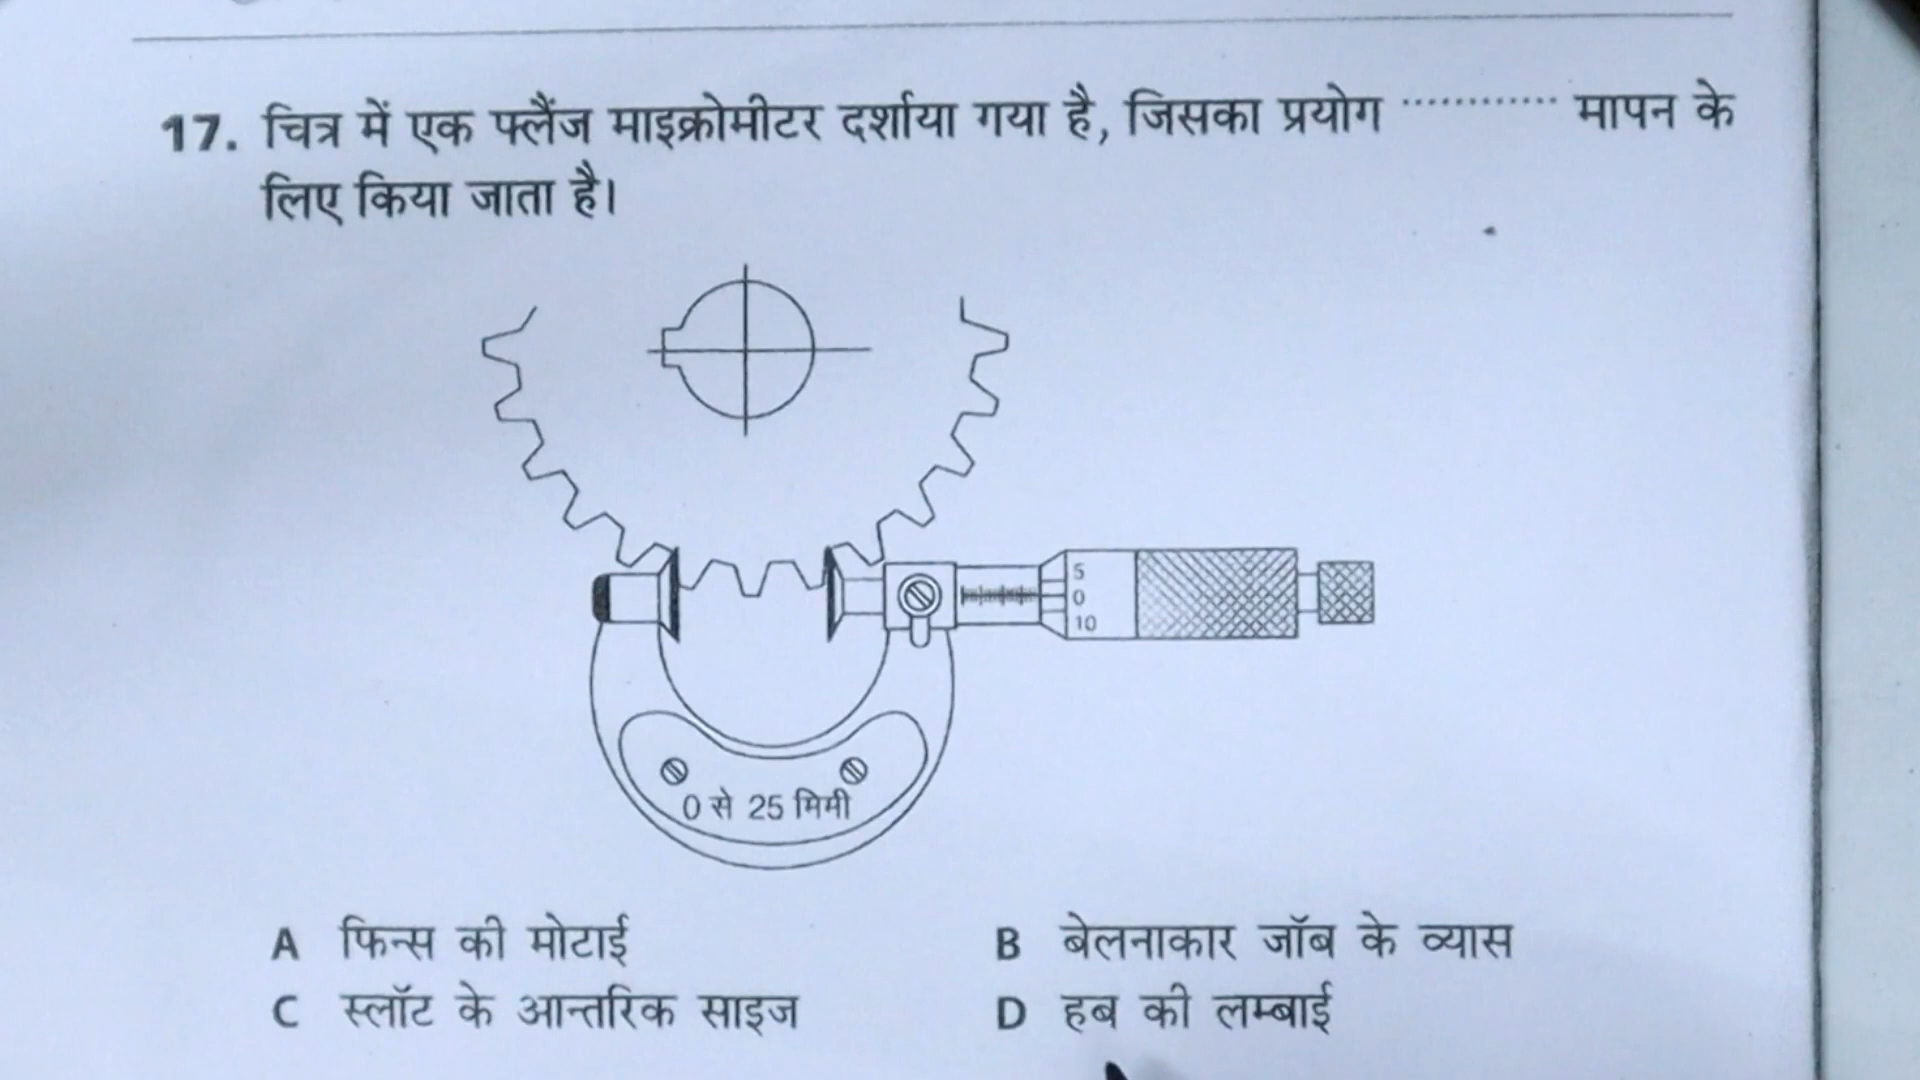 17. चित्र में एक फ्लैंज माइक्रोमीटर दर्शाया गया है, जिसका प्रयोग ............ मापन के
लिए किया जाता है।
5
0
10
0 से 25 मिमी
A फिन्स की मोटाई
B बेलनाकार जॉब के व्यास
C स्लॉट के आन्तरिक साइज
D हब की लम्बाई